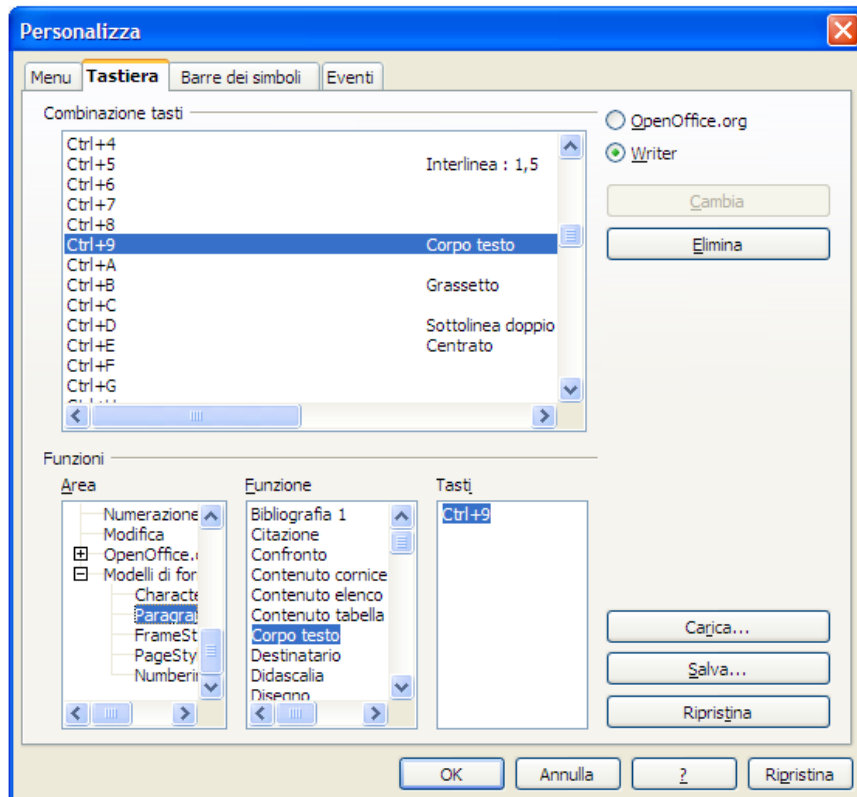 Personalizza
Menu Tastiera Barre dei simboli Eventi
Combinazione tasti
Ctrl+4
Ctrl+5 Interlinea : 1,5
Ctrl+6
Ctrl+7
Ctrl+8
Ctrl+9 Corpo testo
Ctrl+A
Ctrl+B Grassetto
Ctrl+C
Ctrl+D Sottolinea doppio
Ctrl+E Centrato
Ctrl+F
Ctrl+G
OpenOffice.org
Writer
Cambia
Elimina
Funzioni
Area
Numerazione
Modifica
OpenOffice.
Modelli di for
Characte
Paragra
FrameSt
PageSty
Numberi
Funzione
Bibliografia 1
Citazione
Confronto
Contenuto cornice
Contenuto elenco
Contenuto tabella
Corpo testo
Destinatario
Didascalia
Disegno
Tasti
Ctrl+9
Carica...
Salva...
Ripristina
OK Annulla ? Ripristina